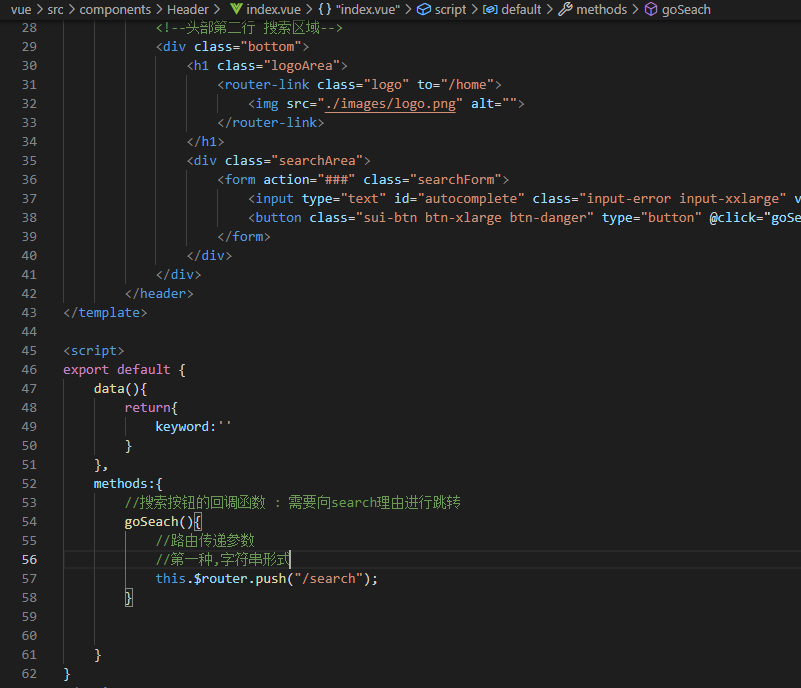 vue > src > components > Header > index.vue > {} "index.vue" > script > default > methods > goSeach
28 <!--头部第二行 搜索区域-->
29 <div class="bottom">
30 <h1 class="logoArea">
31 <router-link class="logo" to="/home">
32 <img src="./images/logo.png" alt="">
33 </router-link>
34 </h1>
35 <div class="searchArea">
36 <form action="###" class="searchForm">
37 <input type="text" id="autocomplete" class="input-error input-xxlarge" v
38 <button class="sui-btn btn-xlarge btn-danger" type="button" @click="goSe
39 </form>
40 </div>
41 </div>
42 </header>
43 </template>
44
45 <script>
46 export default {
47 data(){
48 return{
49 keyword:''
50 }
51 },
52 methods:{
53 //搜索按钮的回调函数 : 需要向search理由进行跳转
54 goSeach(){
55 //路由传递参数
56 //第一种,字符串形式
57 this.$router.push("/search");
58 }
59
60
61 }
62 }